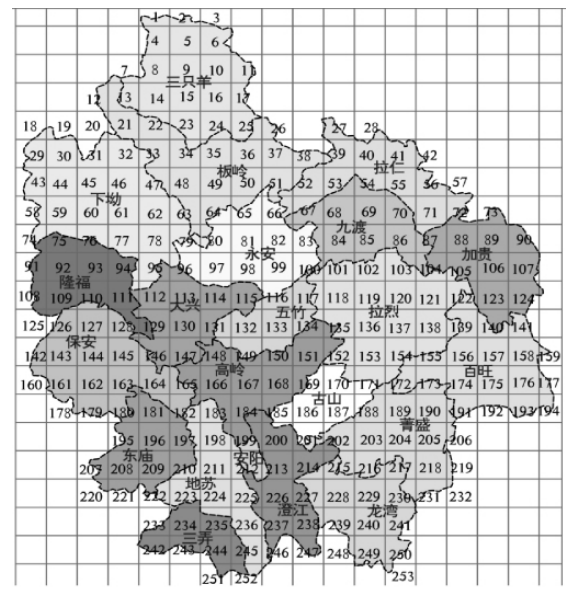 1 2 3
4 5 6
7 8 9 10 11
三只羊
12 13 14 15 16 17
18 19 20 21 22 23 24 25 26 27 28
29 30 31 32 33 34 35 36 37 38 39 40 41 42
板岭 拉仁
43 44 45 46 47 48 49 50 51 52 53 54 55 56 57
下坳
58 59 60 61 62 63 64 65 66 67 68 69 70 71 72 73
九渡
74 75 76 77 78 79 80 81 82 83 84 85 86 87 88 89 90
永安 加贵
91 92 93 94 95 96 97 98 99 100 101 102 103 104 105 106 107
隆福
108 109 110 111 112 113 114 115 116 117 118 119 120 121 122 123 124
大兴 五竹 拉烈
125 126 127 128 129 130 131 132 133 134 135 136 137 138 139 140 141
保安
142 143 144 145 146 147 148 149 150 151 152 153 154 155 156 157 158 159
高岭 百旺
160 161 162 163 164 165 166 167 168 169 170 171 172 173 174 175 176 177
古山
178 179 180 181 182 183 184 185 186 187 188 189 190 191 192 193 194
菁盛
195 196 197 198 199 200 202 203 204 205 206
东庙 安阳
207 208 209 210 211 212 213 214 215 216 217 218 219
地苏
220 221 222 223 224 225 226 227 228 229 230 231 232
澄江 龙湾
233 234 235 236 237 238 239 240 241
三弄
242 243 244 245 246 247 248 249 250
251 252 253